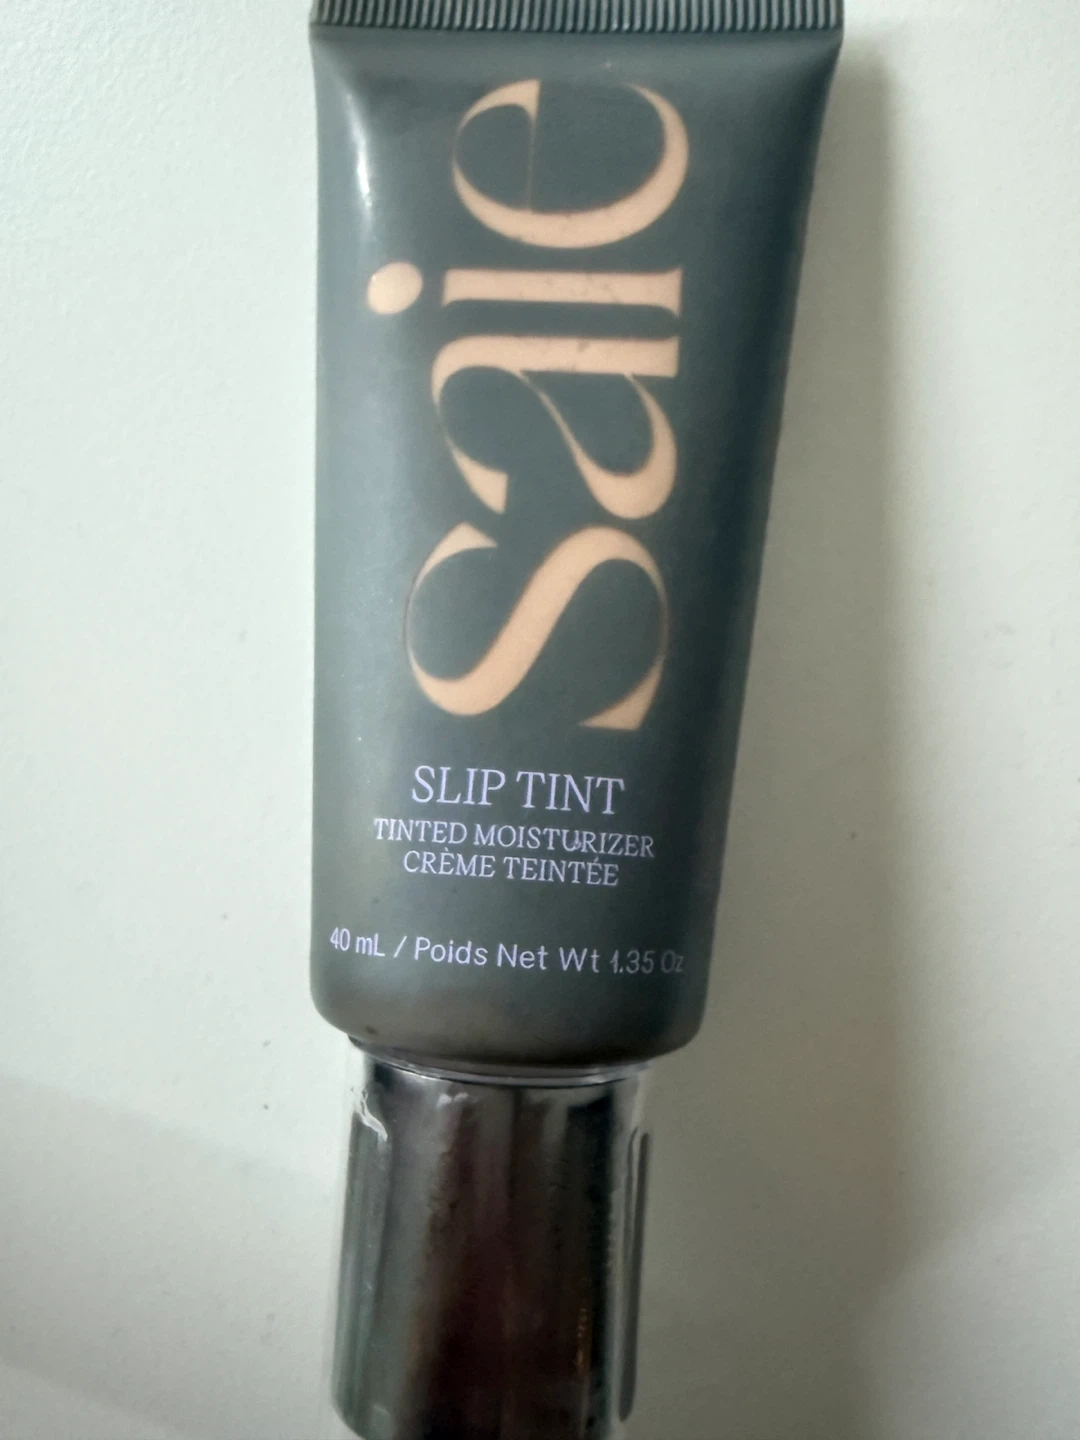 Saie
SLIP TINT
TINTED MOISTURIZER
CRÈME TEINTÉE
40 mL / Poids Net Wt 1.35 Oz